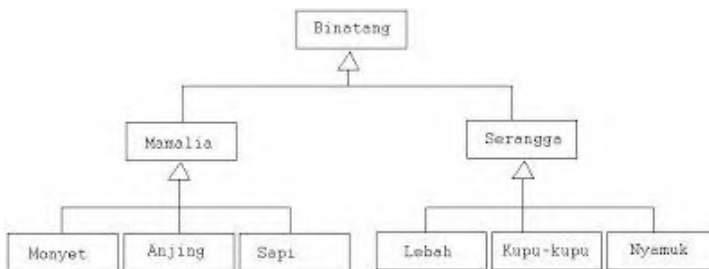 Binatang
Mamalia
Serangga
Monyet
Anjing
Sapi
Lebah
Kupu-kupu
Nyamuk